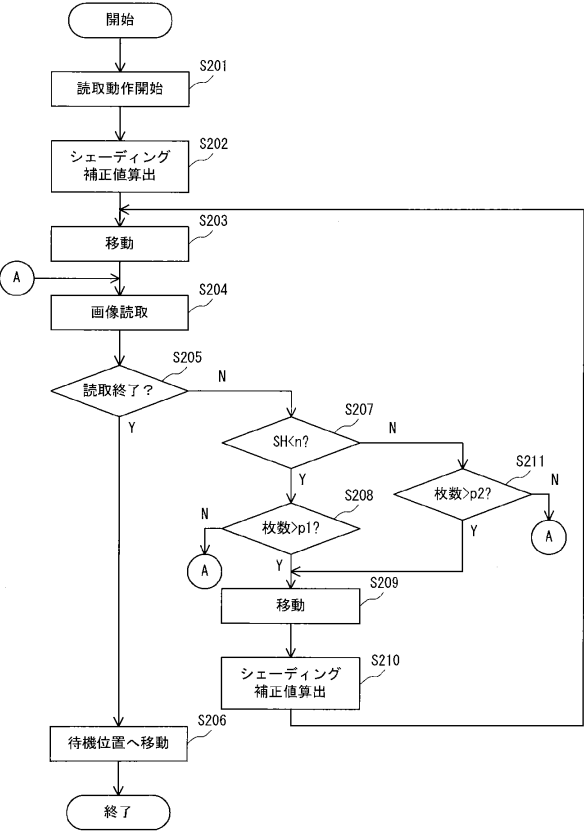 開始
S201
読取動作開始
S202
シェーディング
補正値算出
S203
移動
A
S204
画像読取
S205
読取終了?
N
Y
S207
SH<n?
N
Y
S211
枚数>p2?
N
Y
A
S208
枚数>p1?
N
Y
A
S209
移動
S210
シェーディング
補正値算出
S206
待機位置へ移動
終了